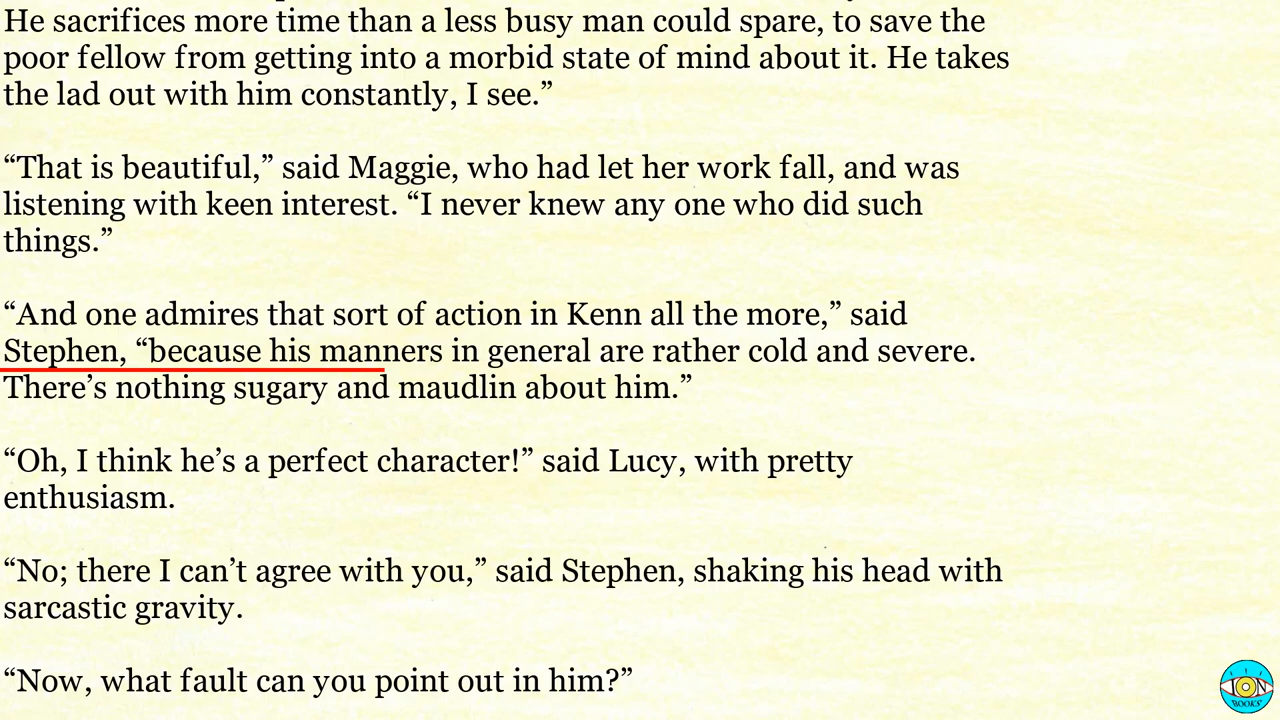 He sacrifices more time than a less busy man could spare, to save the
poor fellow from getting into a morbid state of mind about it. He takes
the lad out with him constantly, I see.”
“That is beautiful,” said Maggie, who had let her work fall, and was
listening with keen interest. “I never knew any one who did such
things.”
“And one admires that sort of action in Kenn all the more,” said
Stephen, “because his manners in general are rather cold and severe.
There’s nothing sugary and maudlin about him.”
“Oh, I think he’s a perfect character!” said Lucy, with pretty
enthusiasm.
“No; there I can’t agree with you,” said Stephen, shaking his head with
sarcastic gravity.
“Now, what fault can you point out in him?”
ION
BOOKS